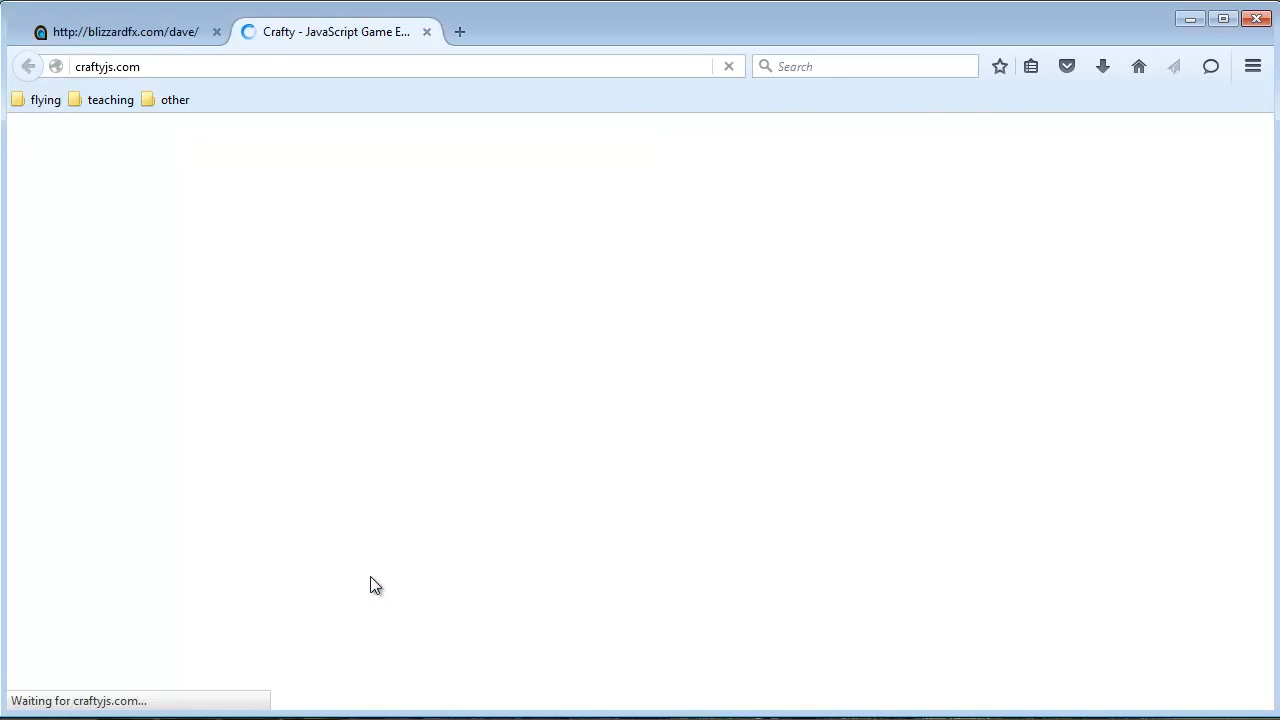 http://blizzardfx.com/dave/
Crafty - JavaScript Game E...
craftyjs.com
Search
flying
teaching
other
Waiting for craftyjs.com...